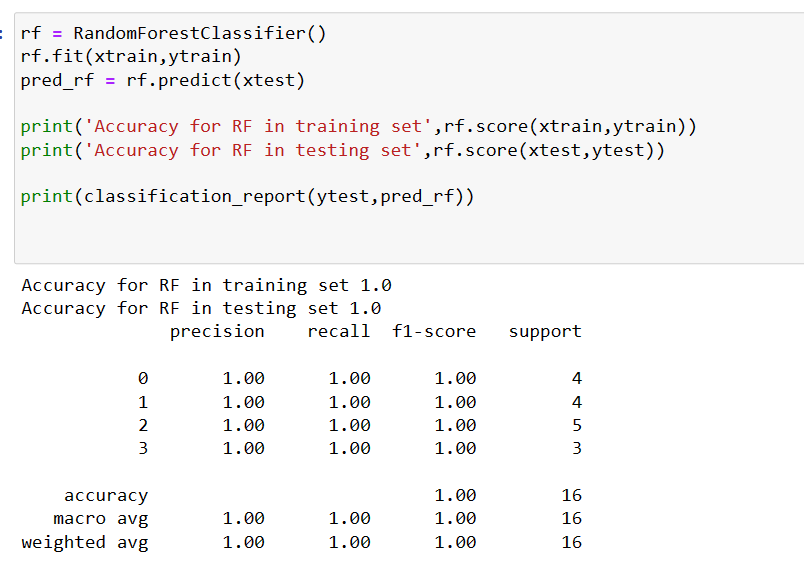 :
rf = RandomForestClassifier()
rf.fit(xtrain,ytrain)
pred_rf = rf.predict(xtest)
print('Accuracy for RF in training set',rf.score(xtrain,ytrain))
print('Accuracy for RF in testing set',rf.score(xtest,ytest))
print(classification_report(ytest,pred_rf))
Accuracy for RF in training set 1.0
Accuracy for RF in testing set 1.0
precision recall f1-score support
0 1.00 1.00 1.00 4
1 1.00 1.00 1.00 4
2 1.00 1.00 1.00 5
3 1.00 1.00 1.00 3
accuracy 1.00 16
macro avg 1.00 1.00 1.00 16
weighted avg 1.00 1.00 1.00 16